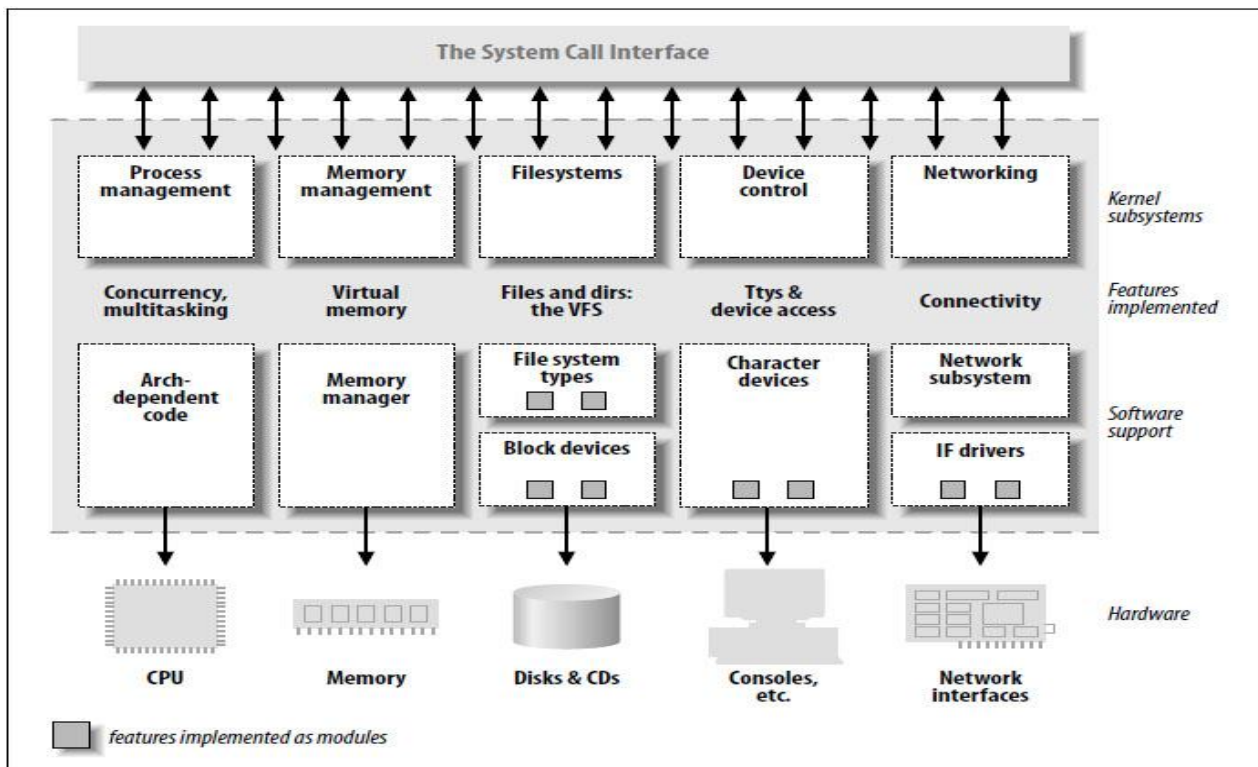 The System Call Interface
Process
management
Memory
management
Filesystems
Device
control
Networking
Kernel
subsystems
Concurrency,
multitasking
Virtual
memory
Files and dirs:
the VFS
Ttys &
device access
Connectivity
Features
implemented
Arch-
dependent
code
Memory
manager
File system
types
Block devices
Character
devices
Network
subsystem
IF drivers
Software
support
CPU
Memory
Disks & CDs
Consoles,
etc.
Network
interfaces
Hardware
features implemented as modules